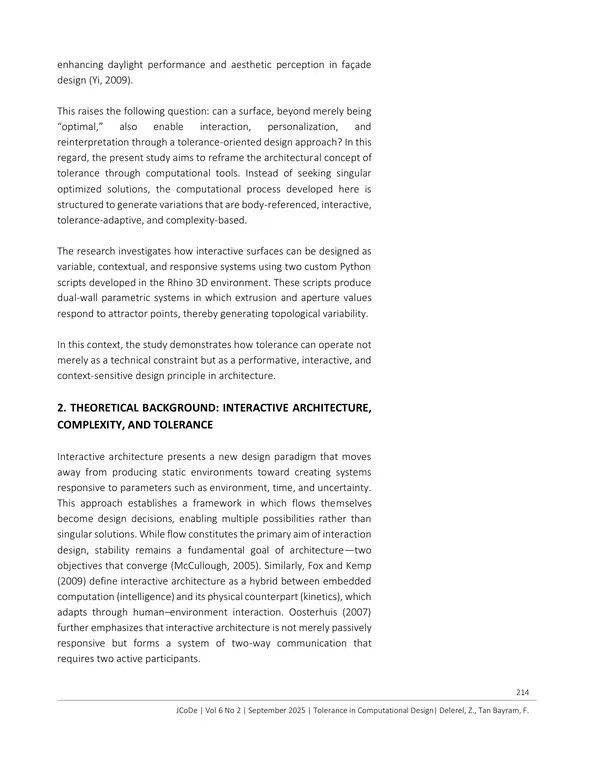 enhancing daylight performance and aesthetic perception in façade
design (Yi, 2009).
This raises the following question: can a surface, beyond merely being
“optimal,” also enable interaction, personalization, and
reinterpretation through a tolerance-oriented design approach? In this
regard, the present study aims to reframe the architectural concept of
tolerance through computational tools. Instead of seeking singular
optimized solutions, the computational process developed here is
structured to generate variations that are body-referenced, interactive,
tolerance-adaptive, and complexity-based.
The research investigates how interactive surfaces can be designed as
variable, contextual, and responsive systems using two custom Python
scripts developed in the Rhino 3D environment. These scripts produce
dual-wall parametric systems in which extrusion and aperture values
respond to attractor points, thereby generating topological variability.
In this context, the study demonstrates how tolerance can operate not
merely as a technical constraint but as a performative, interactive, and
context-sensitive design principle in architecture.
2. THEORETICAL BACKGROUND: INTERACTIVE ARCHITECTURE,
COMPLEXITY, AND TOLERANCE
Interactive architecture presents a new design paradigm that moves
away from producing static environments toward creating systems
responsive to parameters such as environment, time, and uncertainty.
This approach establishes a framework in which flows themselves
become design decisions, enabling multiple possibilities rather than
singular solutions. While flow constitutes the primary aim of interaction
design, stability remains a fundamental goal of architecture—two
objectives that converge (McCullough, 2005). Similarly, Fox and Kemp
(2009) define interactive architecture as a hybrid between embedded
computation (intelligence) and its physical counterpart (kinetics), which
adapts through human–environment interaction. Oosterhuis (2007)
further emphasizes that interactive architecture is not merely passively
responsive but forms a system of two-way communication that
requires two active participants.
214
JCoDe | Vol 6 No 2 | September 2025 | Tolerance in Computational Design| Delerel, Z., Tan Bayram, F.